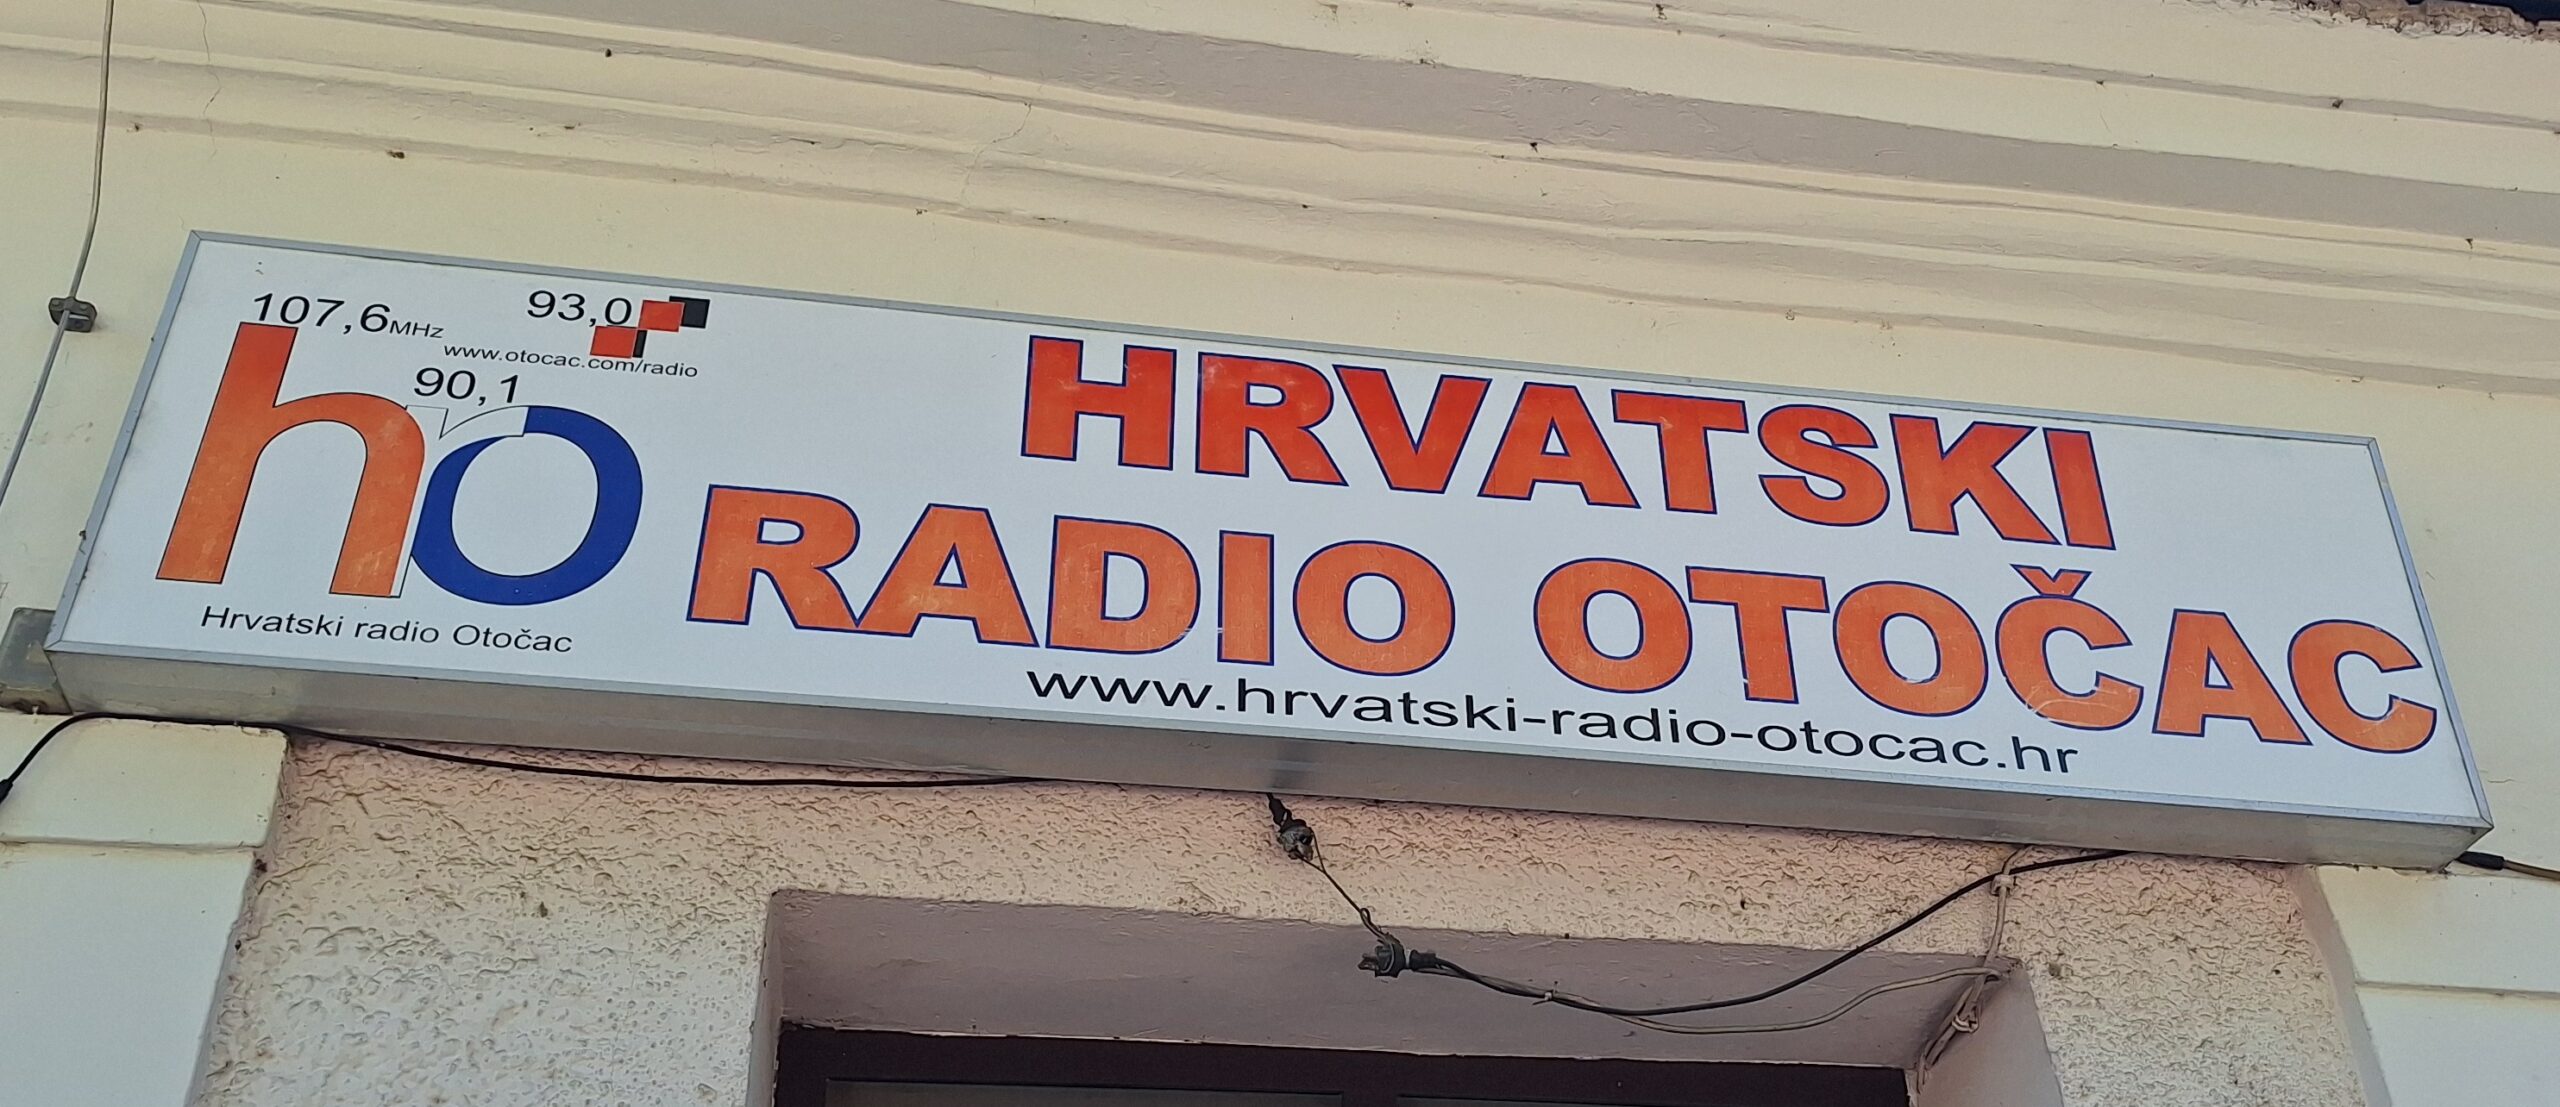 107,6MHz
93,0
www.otocac.com/radio
90,1
ho
Hrvatski radio Otočac
HRVATSKI
RADIO OTOČAC
www.hrvatski-radio-otocac.hr